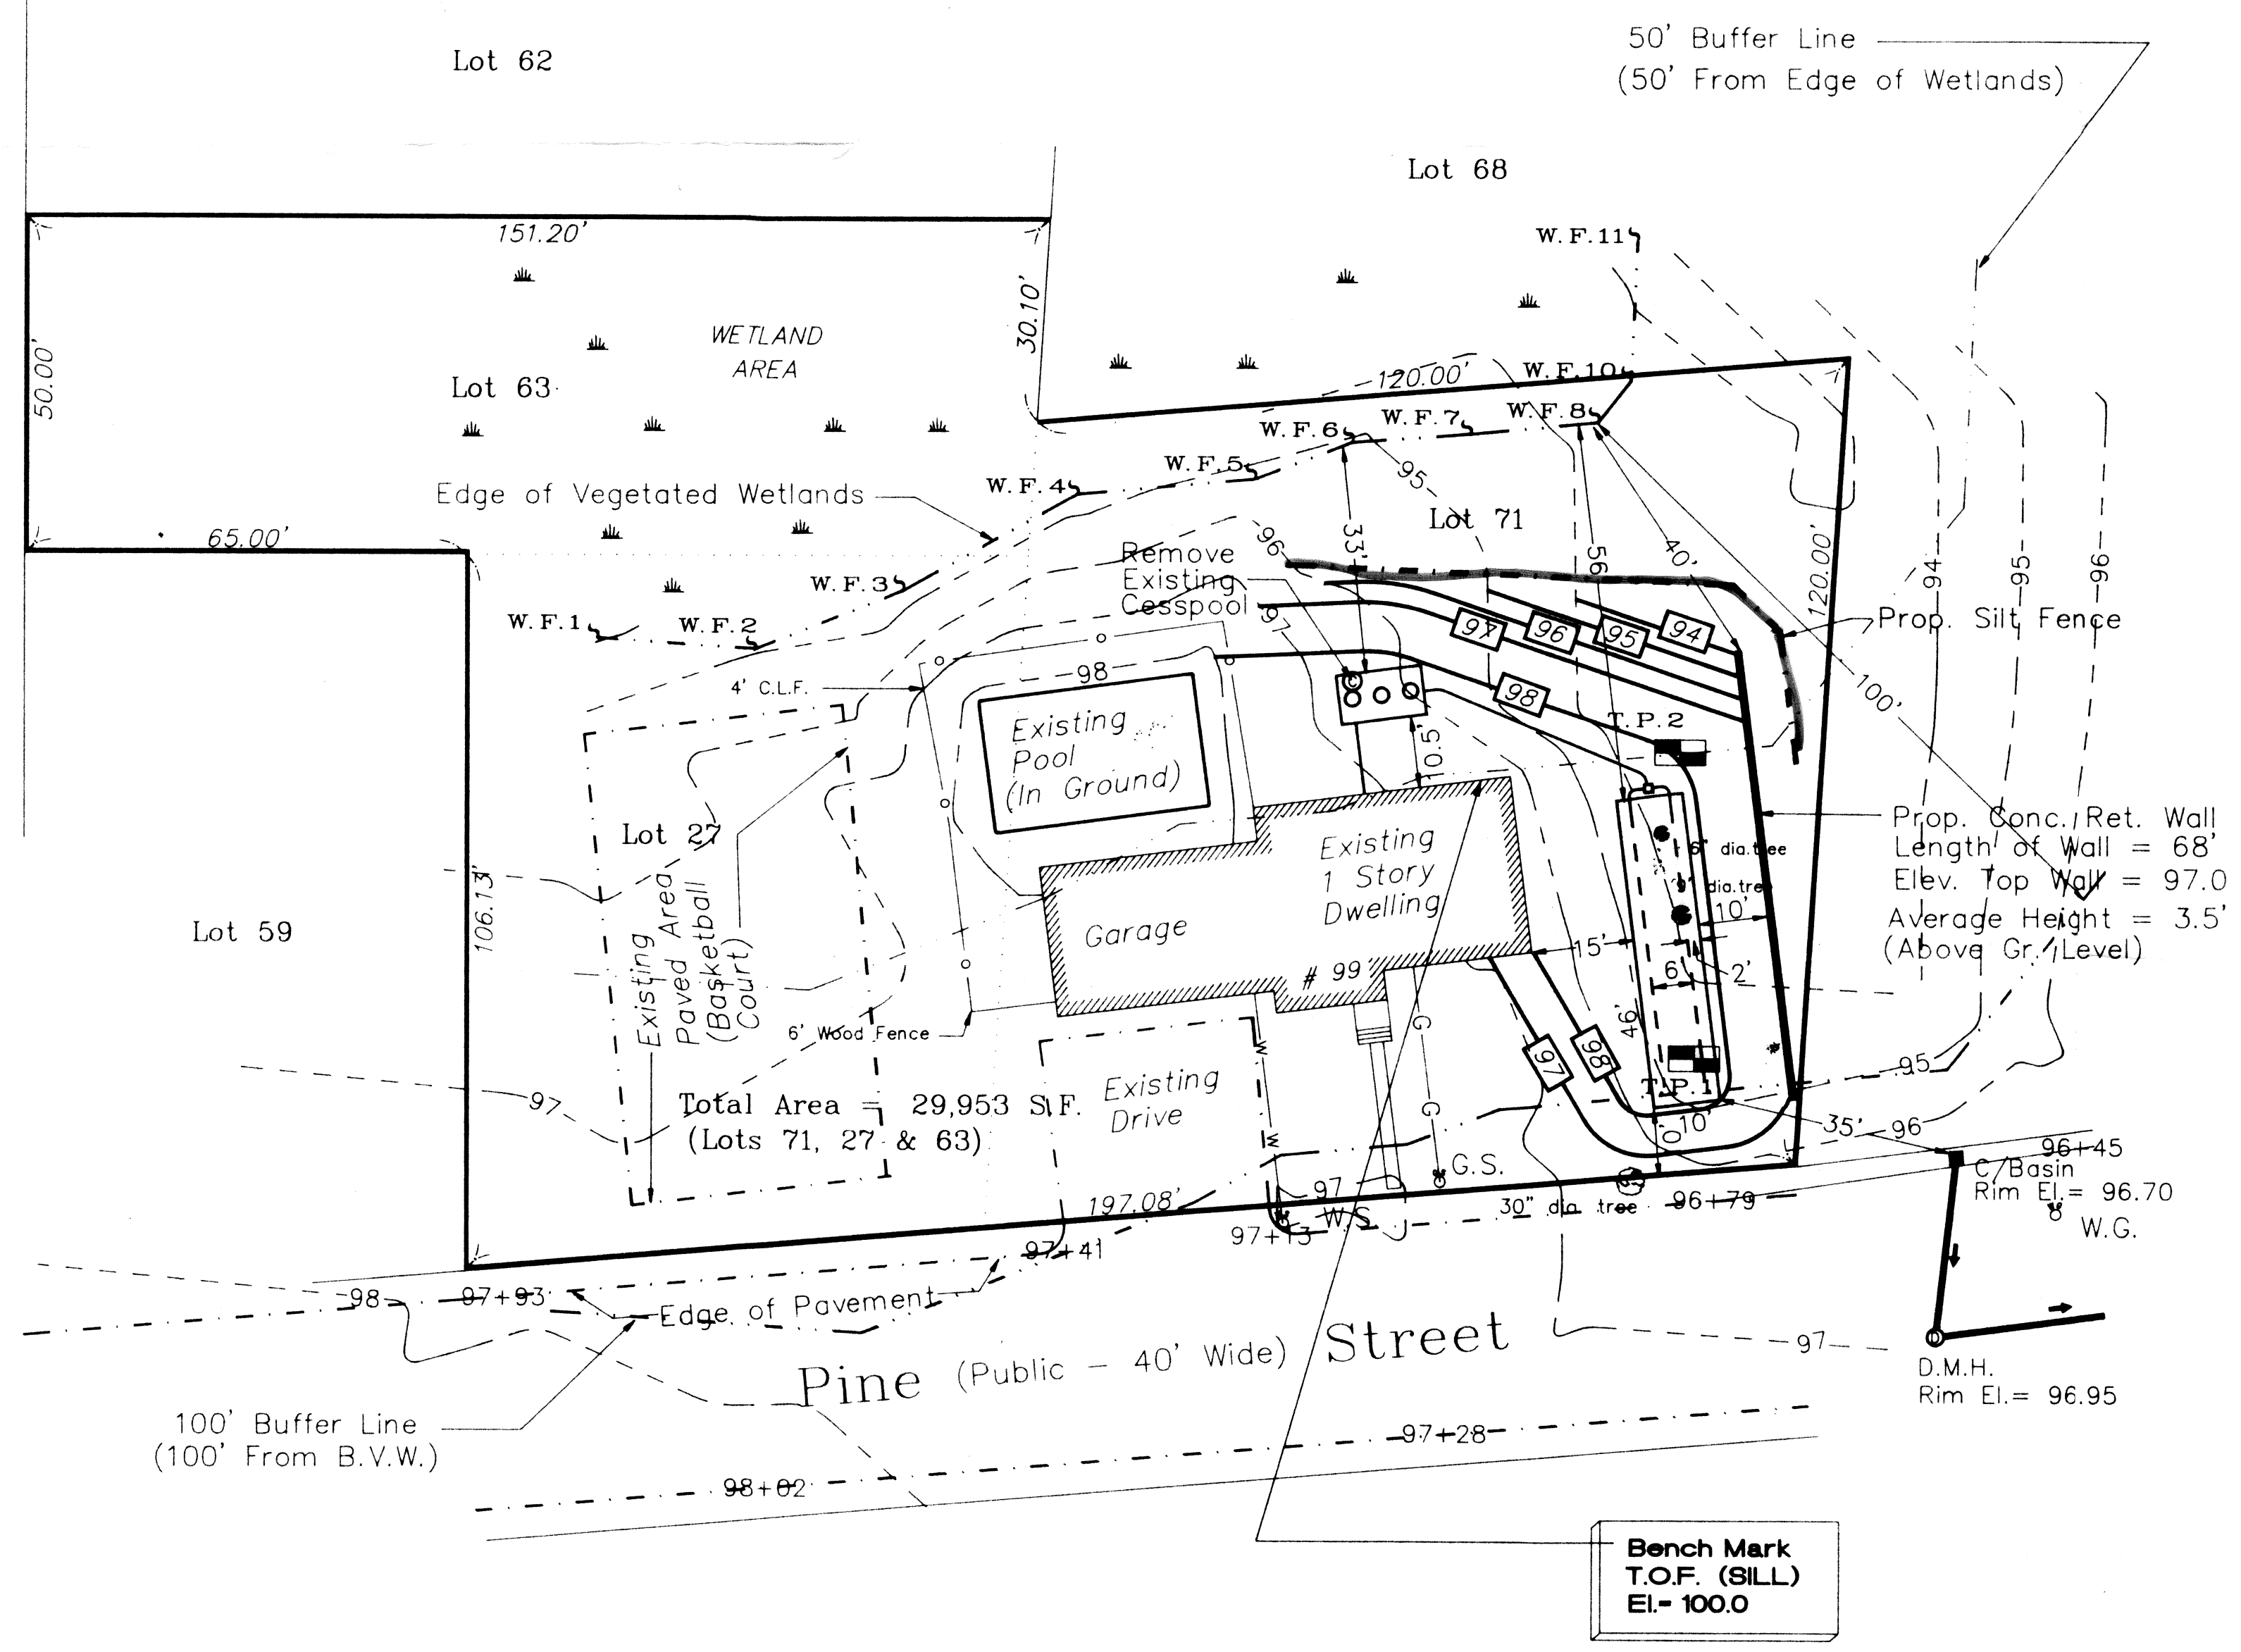 50' Buffer Line
(50' From Edge of Wetlands)
Lot 62
Lot 68
W.F.11
151.20'
30.10'
50.00'
WETLAND
AREA
Lot 63
120.00'
W.F.10
W.F.8
W.F.7
W.F.6
W.F.5
W.F.4
95
Edge of Vegetated Wetlands
65.00'
Lot 71
33'
56'
40'
120.00'
96
Remove
Existing
Cesspool
97
97
96
95
94
94
95
96
Prop. Silt Fence
W.F.3
W.F.1
W.F.2
4' C.L.F.
98
98
100'
T.P.2
Existing
Pool
(In Ground)
10.5'
Prop. Conc. Ret. Wall
Length of Wall = 68'
Elev. Top Wall = 97.0
Average Height = 3.5'
(Above Gr. Level)
Lot 27
Existing
1 Story
Dwelling
6" dia.tree
9" dia.tree
10'
Lot 59
106.13'
Existing
Paved Area
(Basketball
Court)
Garage
# 99
15'
6'
2'
46'
6' Wood Fence
W
G
97
98
T.P.1
95
97
Total Area = 29,953 S.F.
(Lots 71, 27 & 63)
Existing
Drive
G
W
10'
10'
35'
96
96+45
C/Basin
Rim El.= 96.70
W.G.
G.S.
197.08'
97
W.S.
30" dia tree
96+79
97+13
97+41
98
97+93
Edge of Pavement
Pine (Public - 40' Wide) Street
97
D.M.H.
Rim El.= 96.95
100' Buffer Line
(100' From B.V.W.)
97+28
98+02
Bench Mark
T.O.F. (SILL)
El.- 100.0